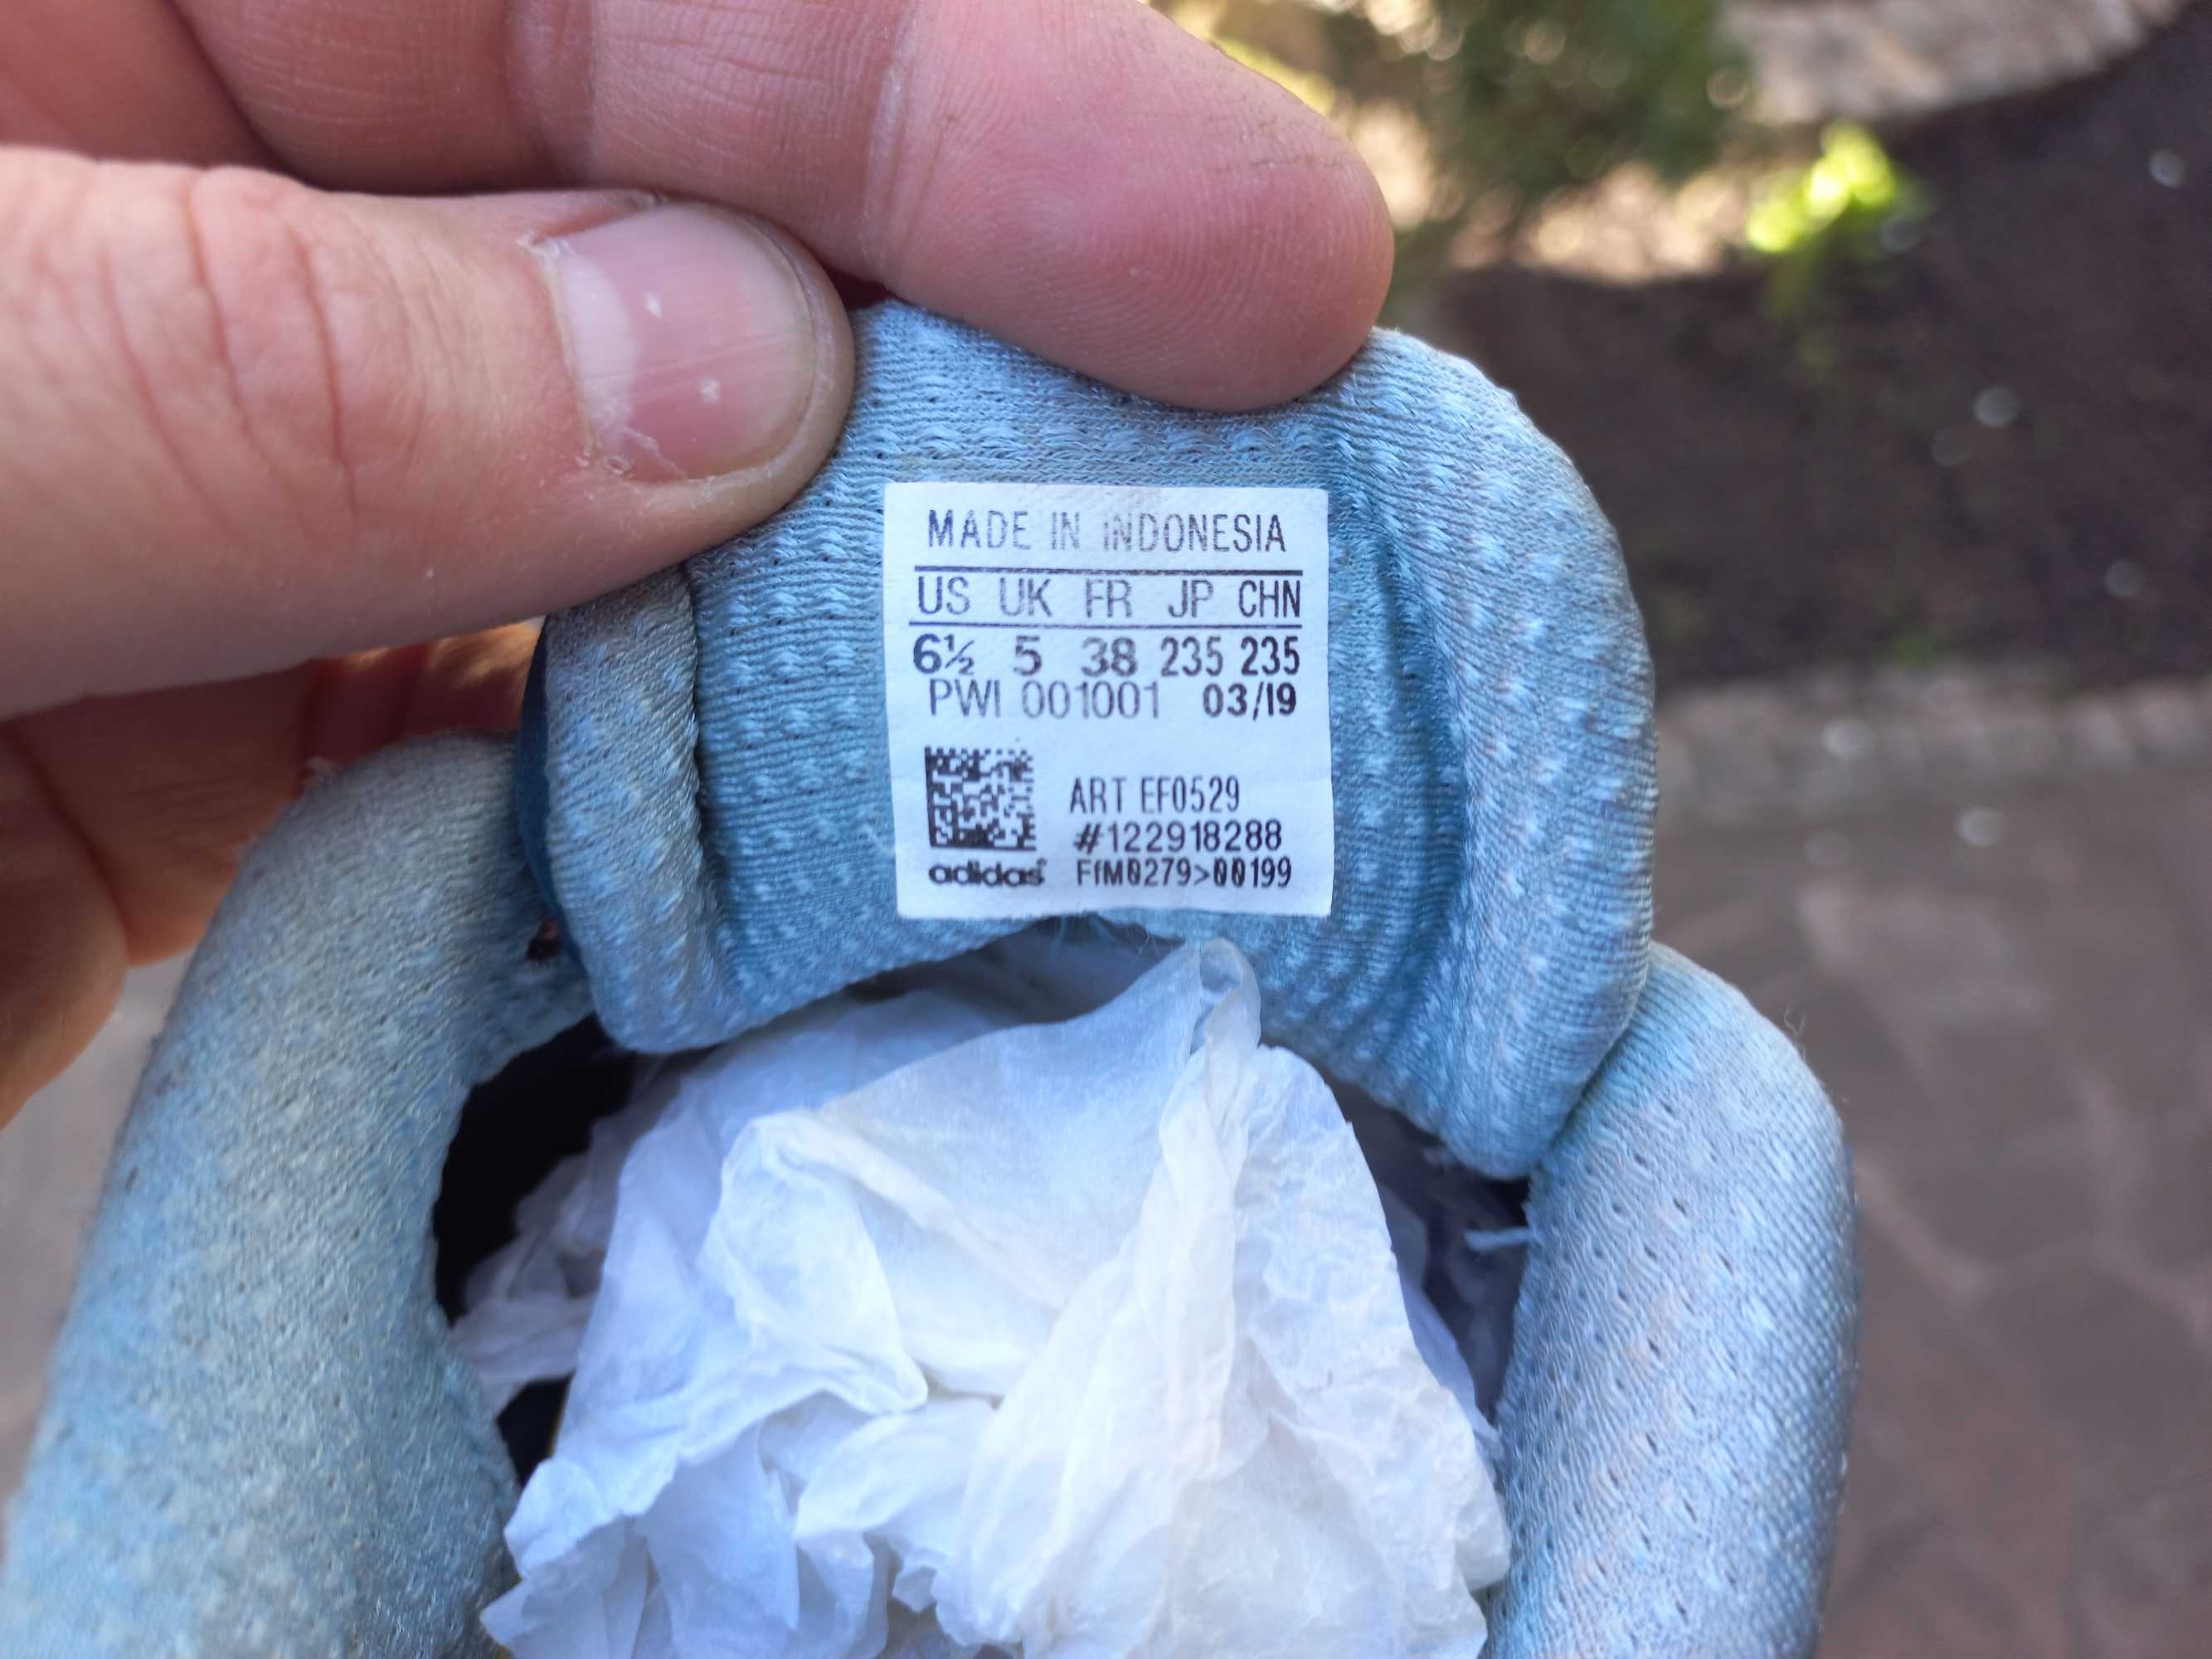 MADE IN INDONESIA
US UK FR JP CHN
6½ 5 38 235 235
PWI 001001 03/19
ART EF0529
#122918288
adidas FfM0279>00199